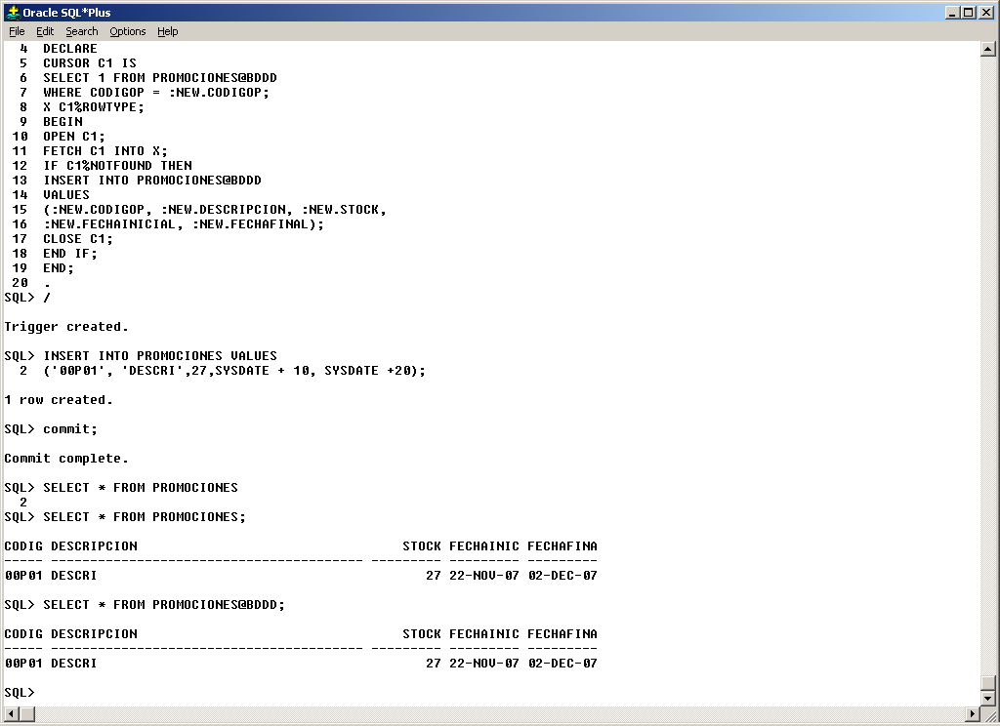 Oracle SQL*Plus
File Edit Search Options Help
4 DECLARE
5 CURSOR C1 IS
6 SELECT 1 FROM PROMOCIONES@BDDD
7 WHERE CODIGOP = :NEW.CODIGOP;
8 X C1%ROWTYPE;
9 BEGIN
10 OPEN C1;
11 FETCH C1 INTO X;
12 IF C1%NOTFOUND THEN
13 INSERT INTO PROMOCIONES@BDDD
14 VALUES
15 (:NEW.CODIGOP, :NEW.DESCRIPCION, :NEW.STOCK,
16 :NEW.FECHAINICIAL, :NEW.FECHAFINAL);
17 CLOSE C1;
18 END IF;
19 END;
20 .
SQL> /
Trigger created.
SQL> INSERT INTO PROMOCIONES VALUES
2 ('00P01', 'DESCRI',27,SYSDATE + 10, SYSDATE +20);
1 row created.
SQL> commit;
Commit complete.
SQL> SELECT * FROM PROMOCIONES
2
SQL> SELECT * FROM PROMOCIONES;
CODIG DESCRIPCION STOCK FECHAINIC FECHAFINA
----- ---------------------------------------- --------- --------- ---------
00P01 DESCRI 27 22-NOV-07 02-DEC-07
SQL> SELECT * FROM PROMOCIONES@BDDD;
CODIG DESCRIPCION STOCK FECHAINIC FECHAFINA
----- ---------------------------------------- --------- --------- ---------
00P01 DESCRI 27 22-NOV-07 02-DEC-07
SQL>